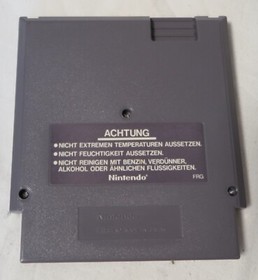 ACHTUNG
•NICHT EXTREMEN TEMPERATUREN AUSSETZEN.
•NICHT FEUCHTIGKEIT AUSSETZEN.
•NICHT REINIGEN MIT BENZIN, VERDÜNNER,
ALKOHOL ODER ÄHNLICHEN FLÜSSIGKEITEN.
Nintendo®
FRG